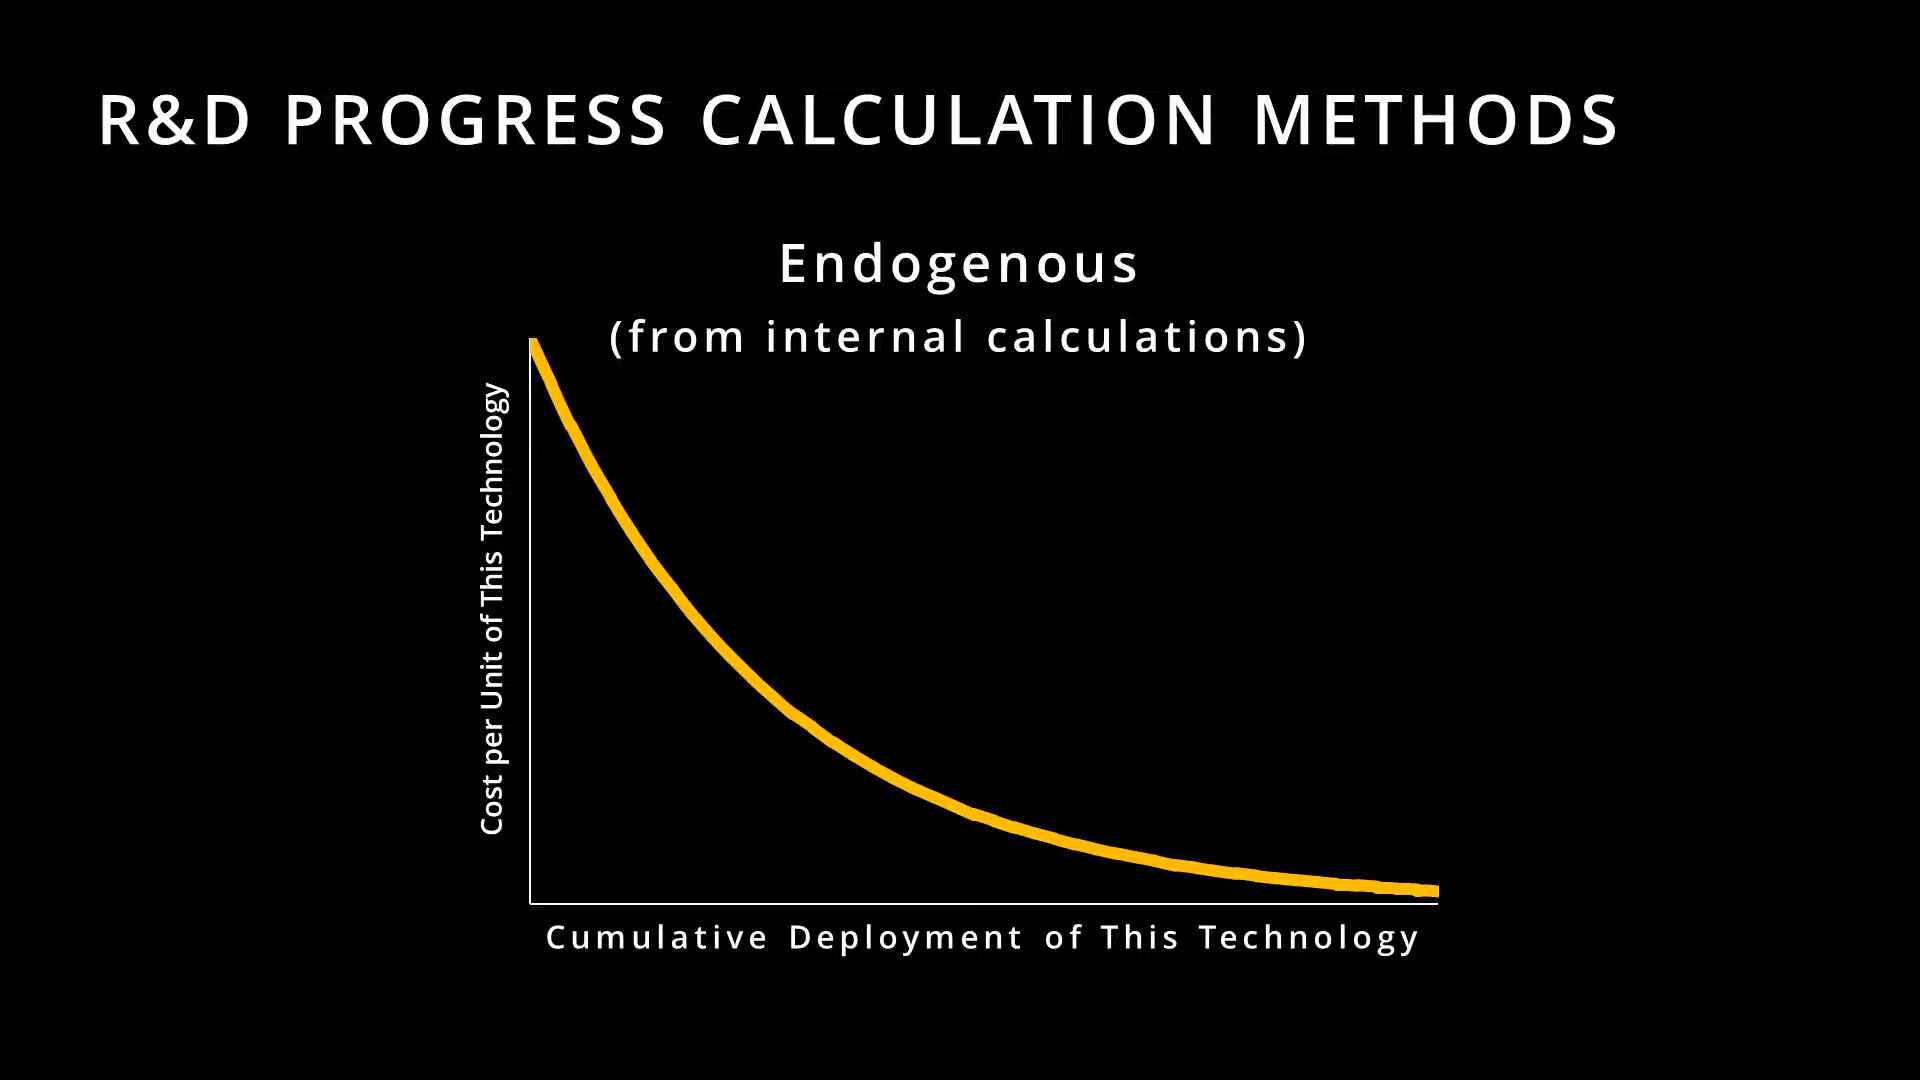 R&D PROGRESS CALCULATION METHODS
Endogenous
(from internal calculations)
Cost per Unit of This Technology
Cumulative Deployment of This Technology